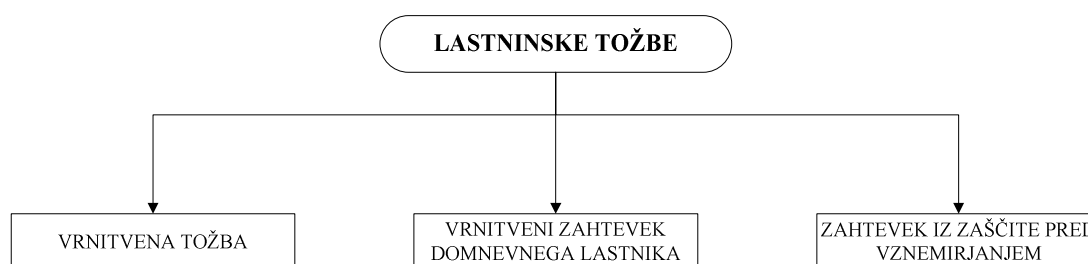 LASTNINSKE TOŽBE
VRNITVENA TOŽBA
VRNITVENI ZAHTEVEK
DOMNEVNEGA LASTNIKA
ZAHTEVEK IZ ZAŠČITE PRED
VZNEMIRJANJEM